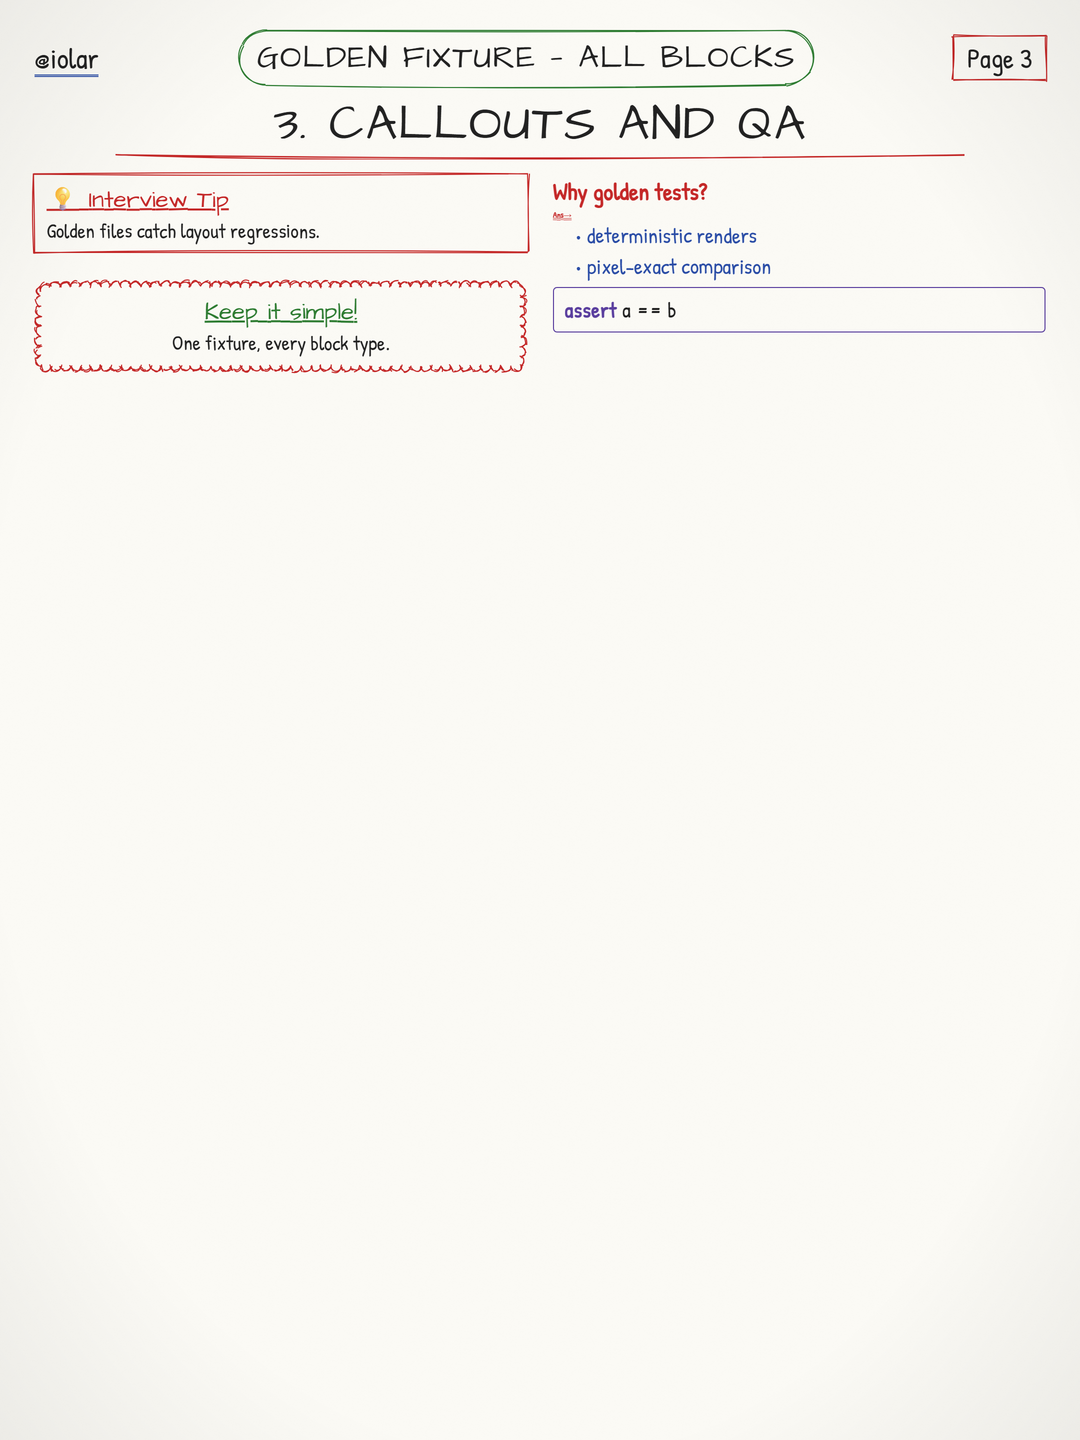 @iolar
GOLDEN FIXTURE - ALL BLOCKS
Page 3
3. CALLOUTS AND QA
💡 Interview Tip
Golden files catch layout regressions.
Keep it simple!
One fixture, every block type.
Why golden tests?
Ans→
• deterministic renders
• pixel-exact comparison
assert a == b